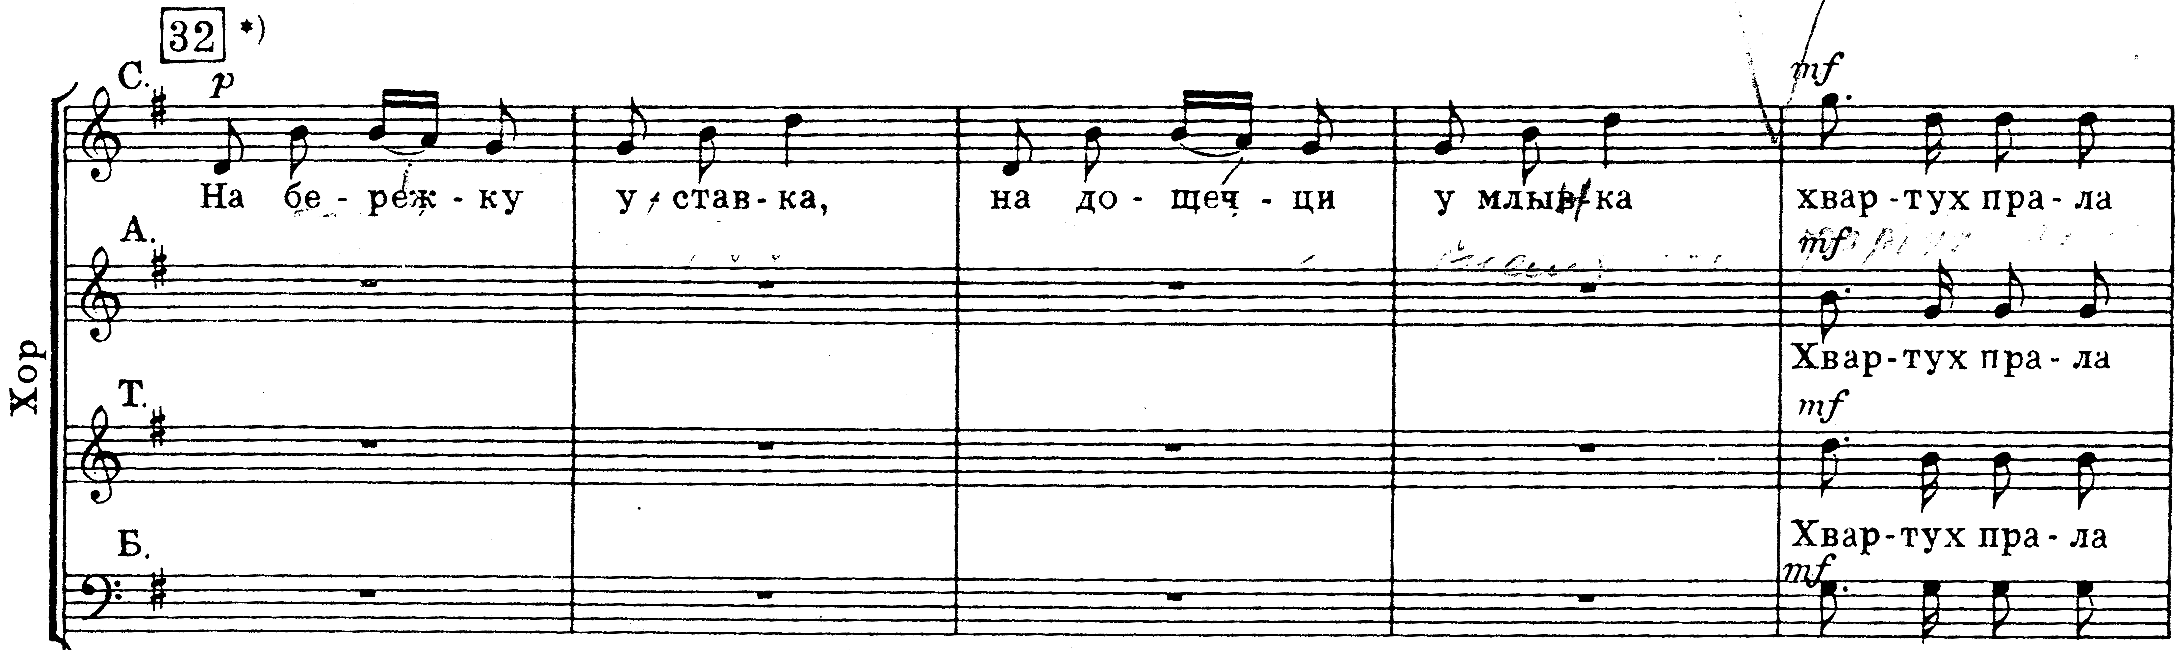 32 *)
С. p mf
На бе - реж - ку у - став - ка, на до - щеч - ци у млыв-ка хвар - тух пра - ла
А. mf
Хвар-тух пра - ла
Хор
Т. mf
Хвар-тух пра - ла
Б. mf